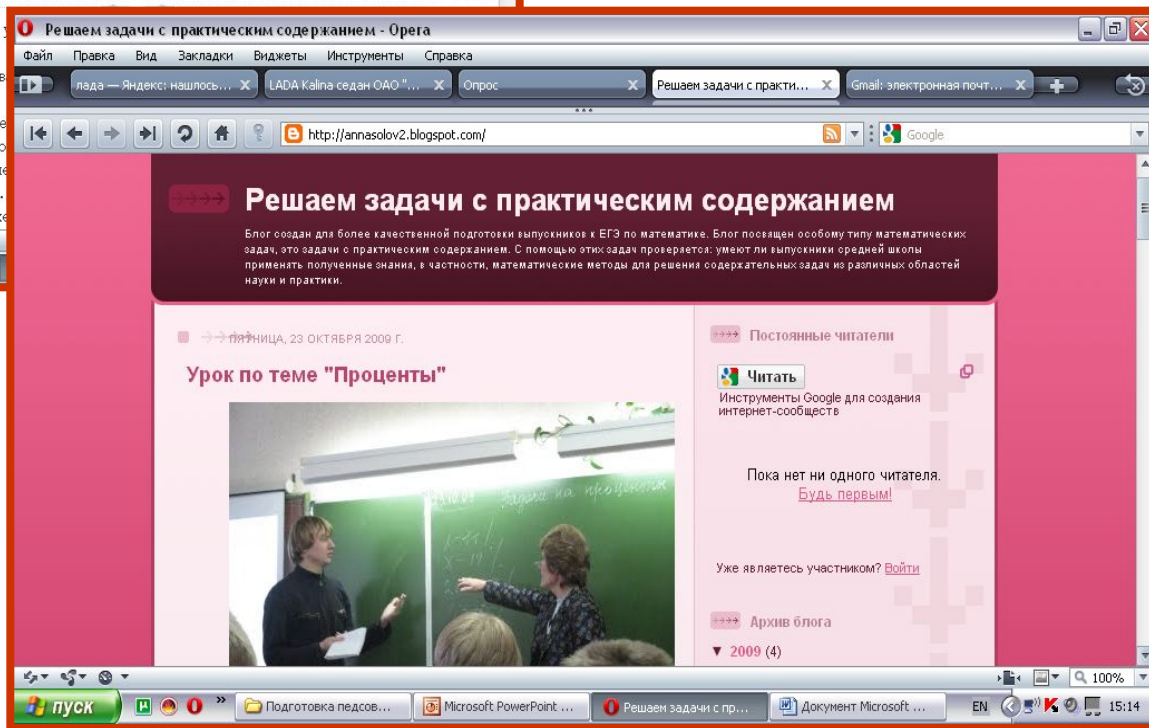 Решаем задачи с практическим содержанием - Opera
Файл Правка Вид Закладки Виджеты Инструменты Справка
лада — Яндекс: нашлось... LADA Kalina седан ОАО "... Опрос Решаем задачи с практи... Gmail: электронная почт...
http://annasolov2.blogspot.com/ Google
Решаем задачи с практическим содержанием
Блог создан для более качественной подготовки выпускников к ЕГЭ по математике. Блог посвящен особому типу математических
задач, это задачи с практическим содержанием. С помощью этих задач проверяется: умеют ли выпускники средней школы
применять полученные знания, в частности, математические методы для решения содержательных задач из различных областей
науки и практики.
ПЯТНИЦА, 23 ОКТЯБРЯ 2009 Г.
Урок по теме "Проценты"
Задачи на проценты
Постоянные читатели
Читать
Инструменты Google для создания
интернет-сообществ
Пока нет ни одного читателя.
Будь первым!
Уже являетесь участником? Войти
Архив блога
▼ 2009 (4)
100%
пуск Подготовка педсов... Microsoft PowerPoint ... Решаем задачи с пр... Документ Microsoft ... EN 15:14